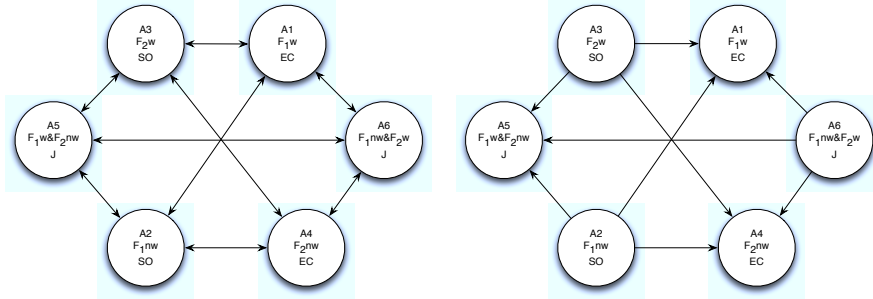 A3
F₂w
SO
A1
F₁w
EC
A5
F₁w&F₂nw
J
A6
F₁nw&F₂w
J
A2
F₁nw
SO
A4
F₂nw
EC
A3
F₂w
SO
A1
F₁w
EC
A5
F₁w&F₂nw
J
A6
F₁nw&F₂w
J
A2
F₁nw
SO
A4
F₂nw
EC